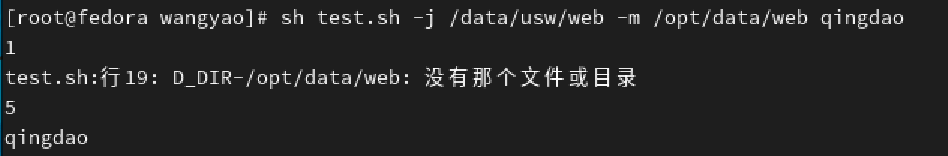 [root@fedora wangyao]# sh test.sh -j /data/usw/web -m /opt/data/web qingdao
1
test.sh:行19: D_DIR-/opt/data/web: 没有那个文件或目录
5
qingdao